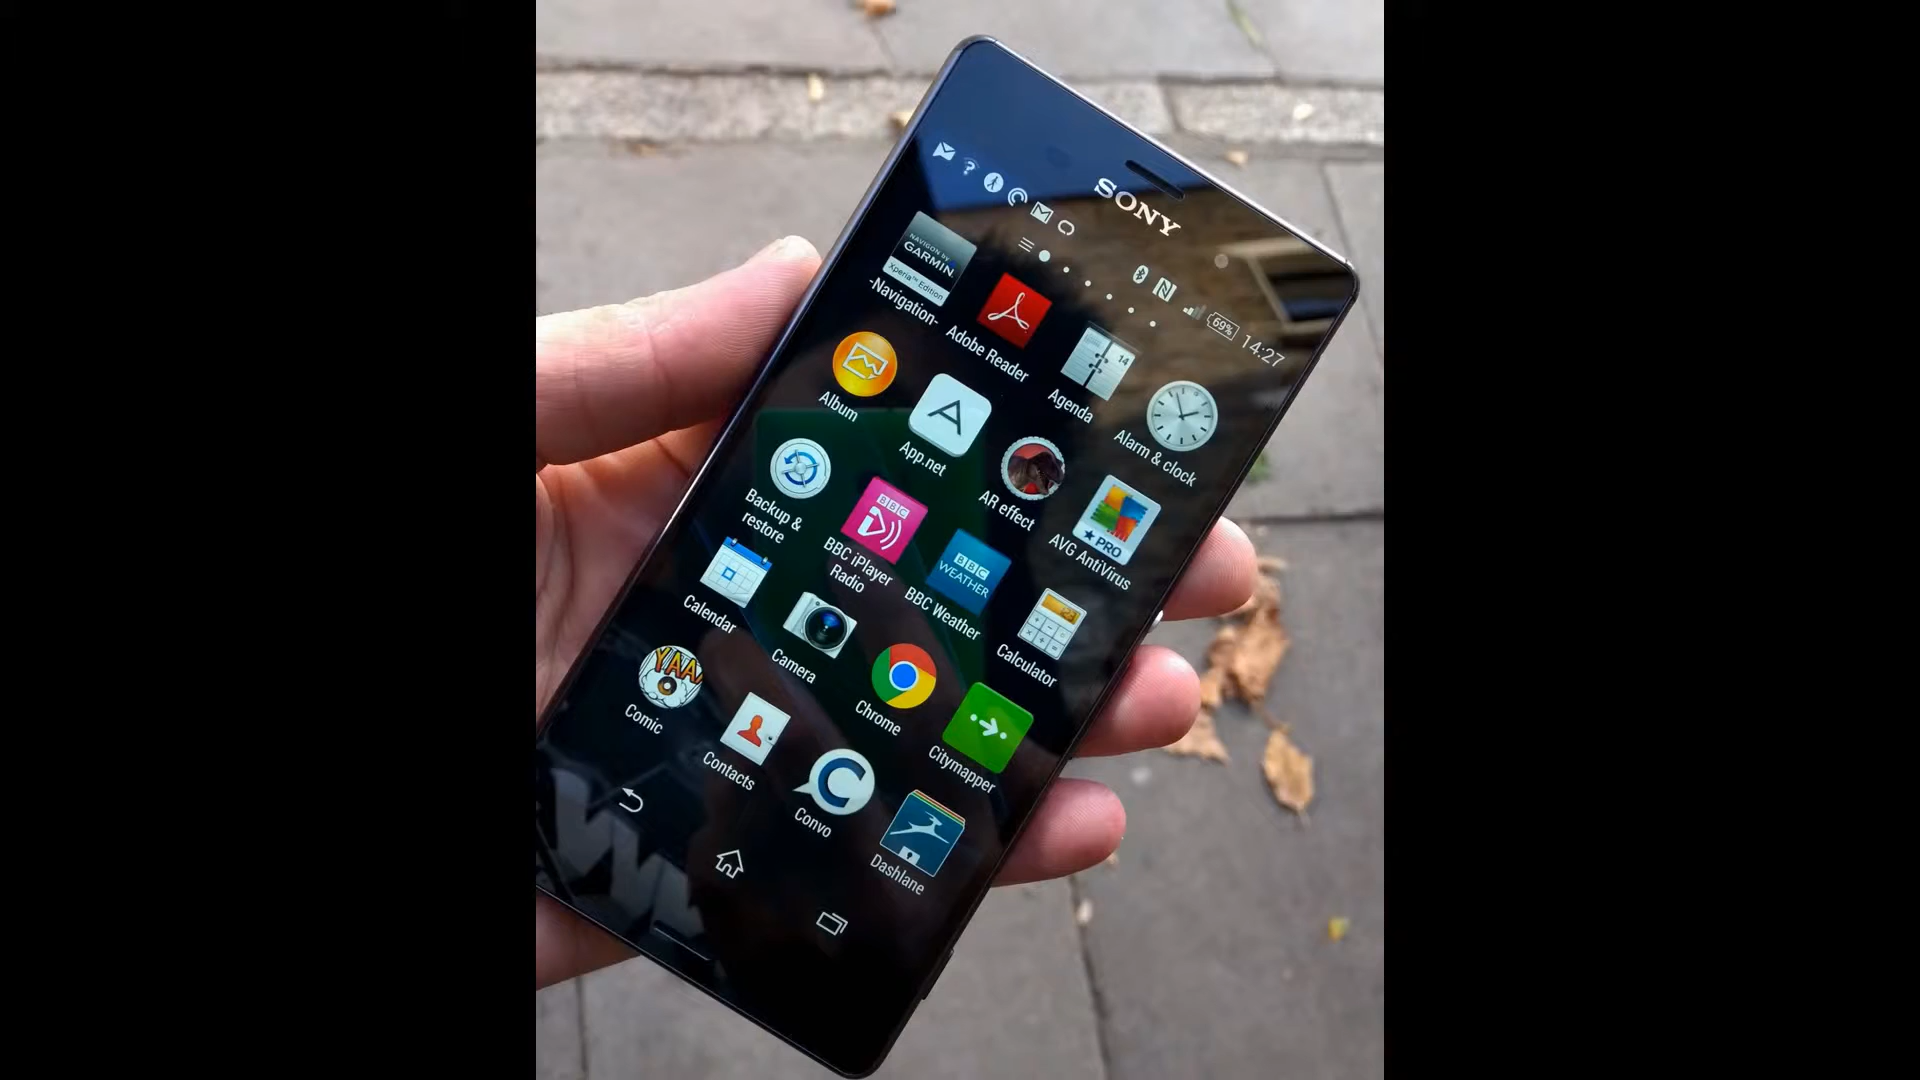 SONY
69% 14:27
NAVIGON BY
GARMIN
Xperia™ Edition
-Navigation-
Adobe Reader
14
Agenda
Alarm & clock
Album
App.net
AR effect
PRO
AVG AntiVirus
Backup &
restore
BBC
BBC iPlayer
Radio
BBC
WEATHER
BBC Weather
23
Calculator
Calendar
Camera
Chrome
Citymapper
YAA
Comic
Contacts
Convo
Dashlane